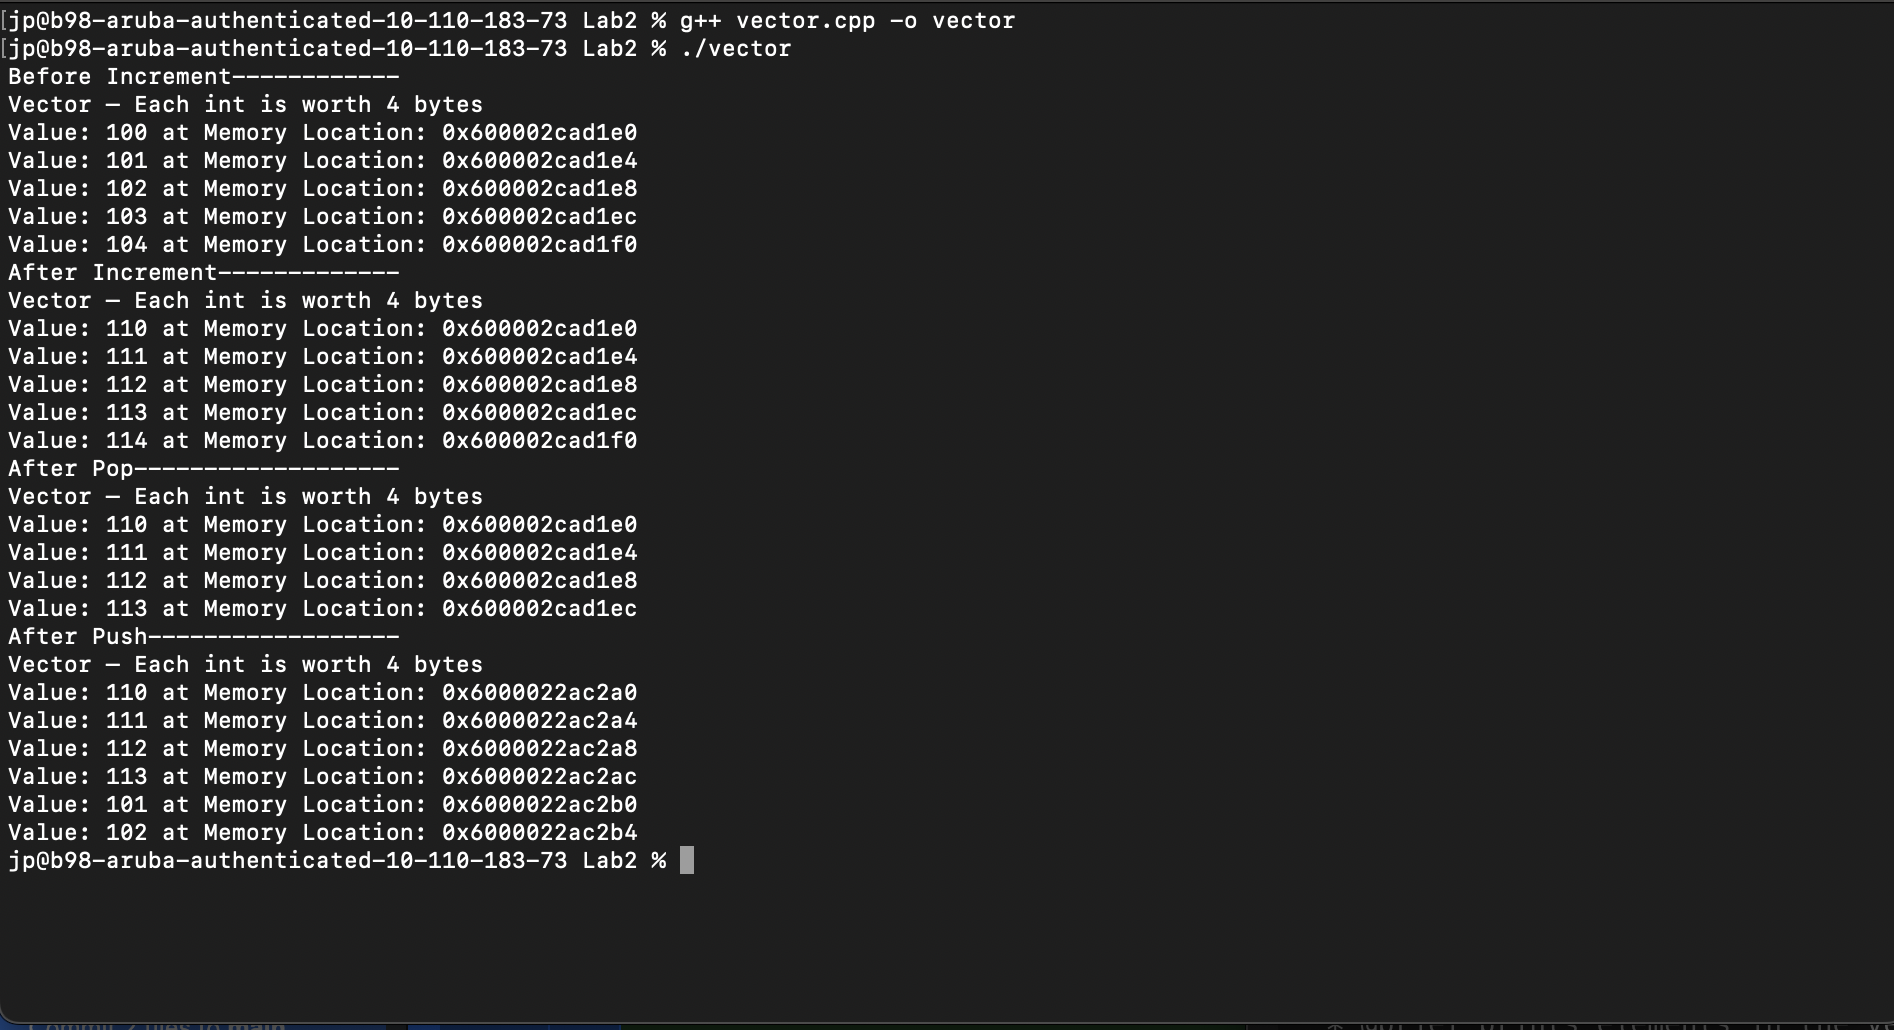 [jp@b98-aruba-authenticated-10-110-183-73 Lab2 % g++ vector.cpp -o vector
[jp@b98-aruba-authenticated-10-110-183-73 Lab2 % ./vector
Before Increment------------
Vector - Each int is worth 4 bytes
Value: 100 at Memory Location: 0x600002cad1e0
Value: 101 at Memory Location: 0x600002cad1e4
Value: 102 at Memory Location: 0x600002cad1e8
Value: 103 at Memory Location: 0x600002cad1ec
Value: 104 at Memory Location: 0x600002cad1f0
After Increment-------------
Vector - Each int is worth 4 bytes
Value: 110 at Memory Location: 0x600002cad1e0
Value: 111 at Memory Location: 0x600002cad1e4
Value: 112 at Memory Location: 0x600002cad1e8
Value: 113 at Memory Location: 0x600002cad1ec
Value: 114 at Memory Location: 0x600002cad1f0
After Pop-------------------
Vector - Each int is worth 4 bytes
Value: 110 at Memory Location: 0x600002cad1e0
Value: 111 at Memory Location: 0x600002cad1e4
Value: 112 at Memory Location: 0x600002cad1e8
Value: 113 at Memory Location: 0x600002cad1ec
After Push------------------
Vector - Each int is worth 4 bytes
Value: 110 at Memory Location: 0x6000022ac2a0
Value: 111 at Memory Location: 0x6000022ac2a4
Value: 112 at Memory Location: 0x6000022ac2a8
Value: 113 at Memory Location: 0x6000022ac2ac
Value: 101 at Memory Location: 0x6000022ac2b0
Value: 102 at Memory Location: 0x6000022ac2b4
jp@b98-aruba-authenticated-10-110-183-73 Lab2 %